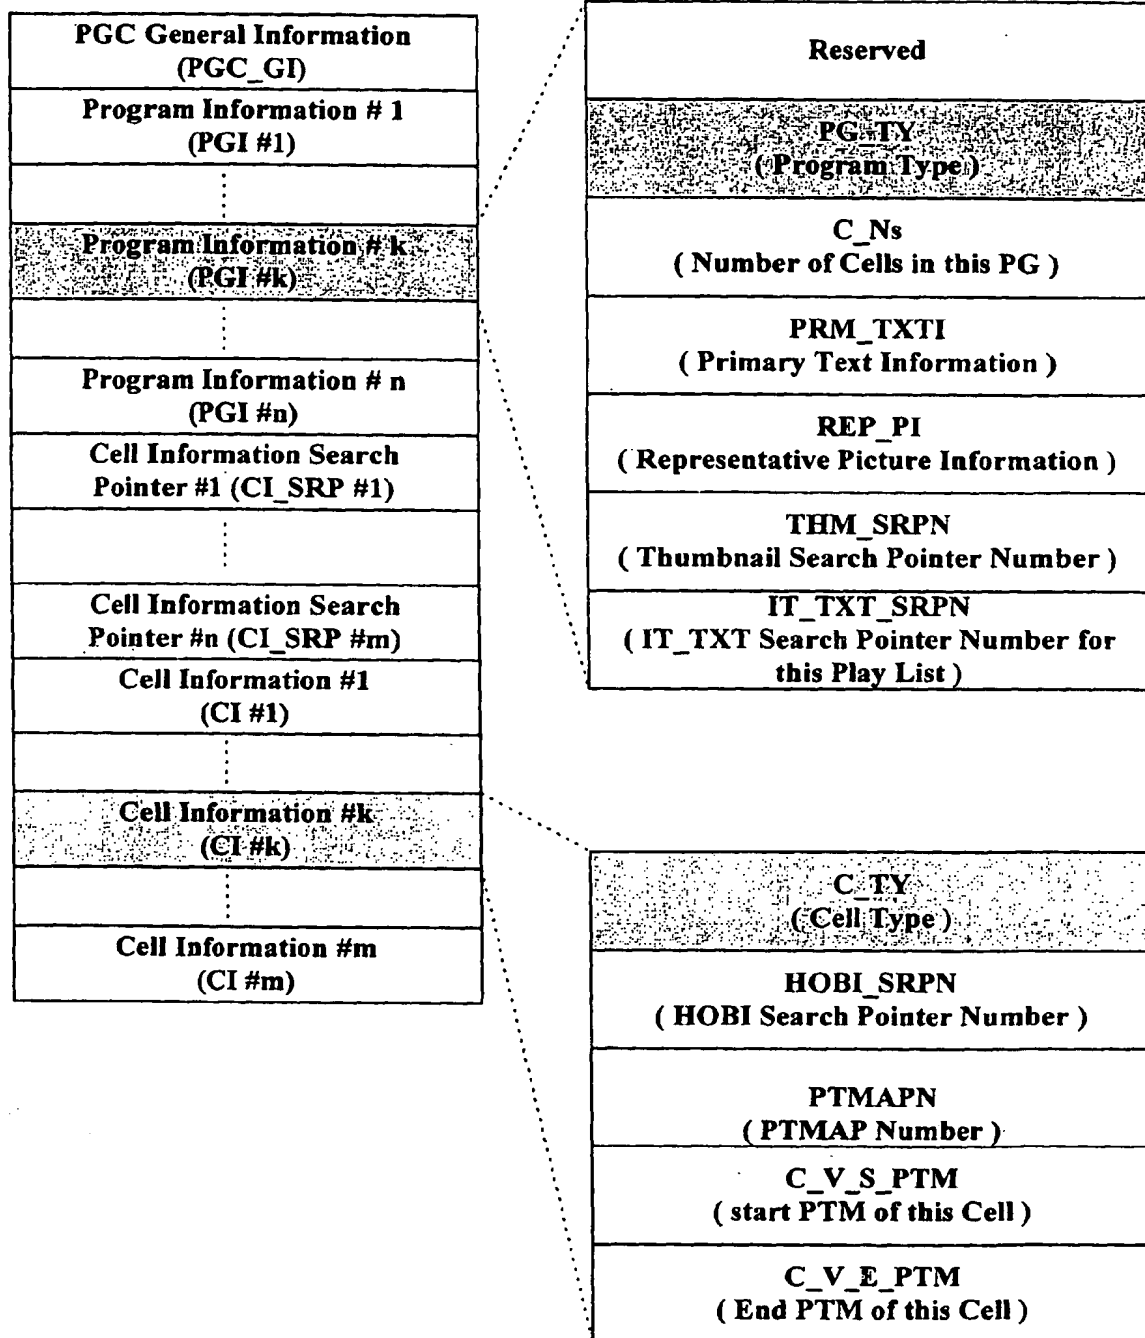 PGC General Information
(PGC_GI)
Program Information # 1
(PGI #1)
Program Information # k
(PGI #k)
Program Information # n
(PGI #n)
Cell Information Search
Pointer #1 (CI_SRP #1)
Cell Information Search
Pointer #n (CI_SRP #m)
Cell Information #1
(CI #1)
Cell Information #k
(CI #k)
Cell Information #m
(CI #m)
Reserved
PG_TY
( Program Type )
C_Ns
( Number of Cells in this PG )
PRM_TXTI
( Primary Text Information )
REP_PI
( Representative Picture Information )
THM_SRPN
( Thumbnail Search Pointer Number )
IT_TXT_SRPN
( IT_TXT Search Pointer Number for
this Play List )
C_TY
( Cell Type )
HOBI_SRPN
( HOBI Search Pointer Number )
PTMAPN
( PTMAP Number )
C_V_S_PTM
( start PTM of this Cell )
C_V_E_PTM
( End PTM of this Cell )